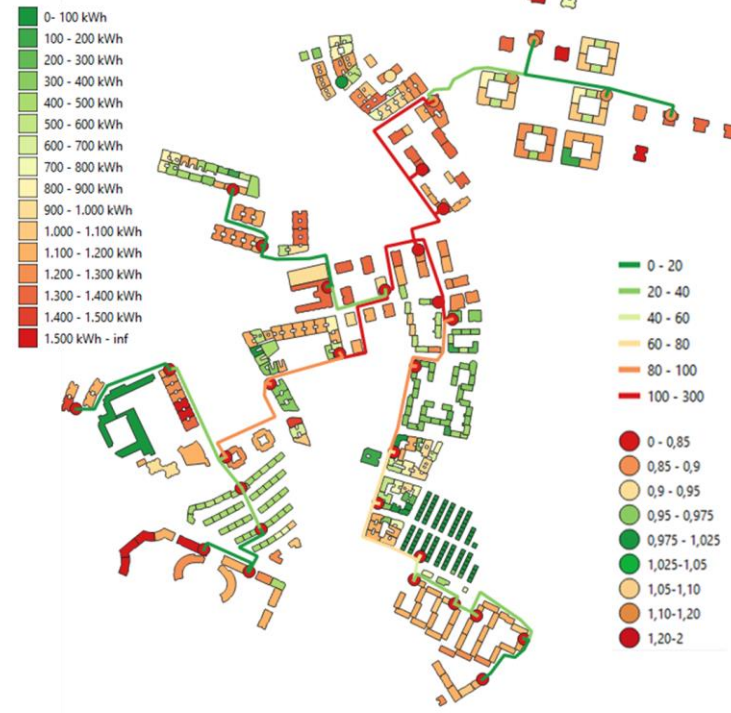 0- 100 kWh
100 - 200 kWh
200 - 300 kWh
300 - 400 kWh
400 - 500 kWh
500 - 600 kWh
600 - 700 kWh
700 - 800 kWh
800 - 900 kWh
900 - 1.000 kWh
1.000 - 1.100 kWh
1.100 - 1.200 kWh
1.200 - 1.300 kWh
1.300 - 1.400 kWh
1.400 - 1.500 kWh
1.500 kWh - inf
0 - 20
20 - 40
40 - 60
60 - 80
80 - 100
100 - 300
0 - 0,85
0,85 - 0,9
0,9 - 0,95
0,95 - 0,975
0,975 - 1,025
1,025-1,05
1,05-1,10
1,10-1,20
1,20-2